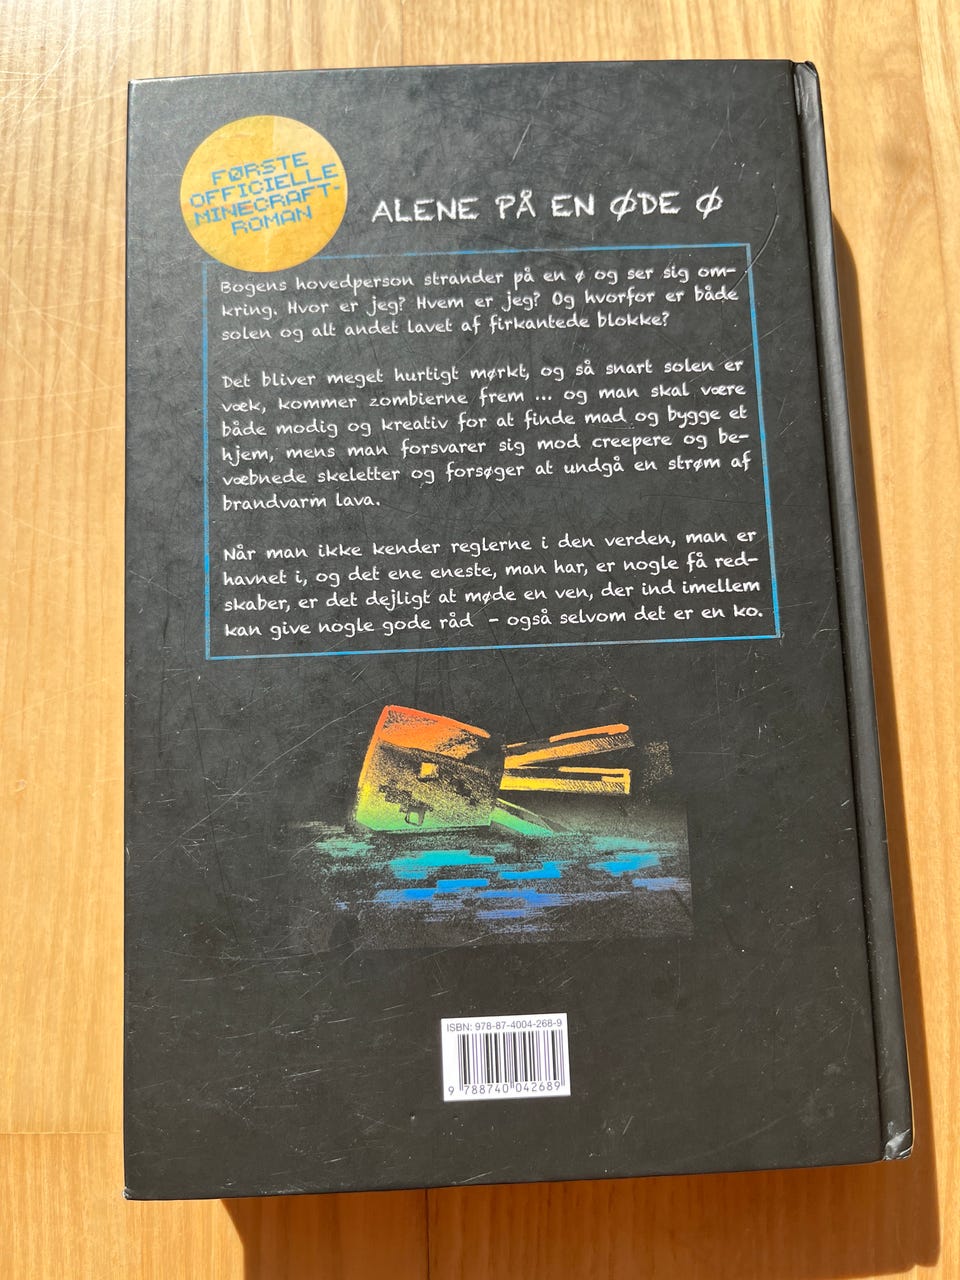 FØRSTE
OFFICIELLE
MINECRAFT-
ROMAN
ALENE PÅ EN ØDE Ø
Bogens hovedperson strander på en ø og ser sig om-
kring. Hvor er jeg? Hvem er jeg? Og hvorfor er både
solen og alt andet lavet af firkantede blokke?
Det bliver meget hurtigt mørkt, og så snart solen er
væk, kommer zombierne frem ... og man skal være
både modig og kreativ for at finde mad og bygge et
hjem, mens man forsvarer sig mod creepere og be-
væbnede skeletter og forsøger at undgå en strøm af
brandvarm lava.
Når man ikke kender reglerne i den verden, man er
havnet i, og det ene eneste, man har, er nogle få red-
skaber, er det dejligt at møde en ven, der ind imellem
kan give nogle gode råd - også selvom det er en ko.
ISBN: 978-87-4004-268-9
9 788740 042689